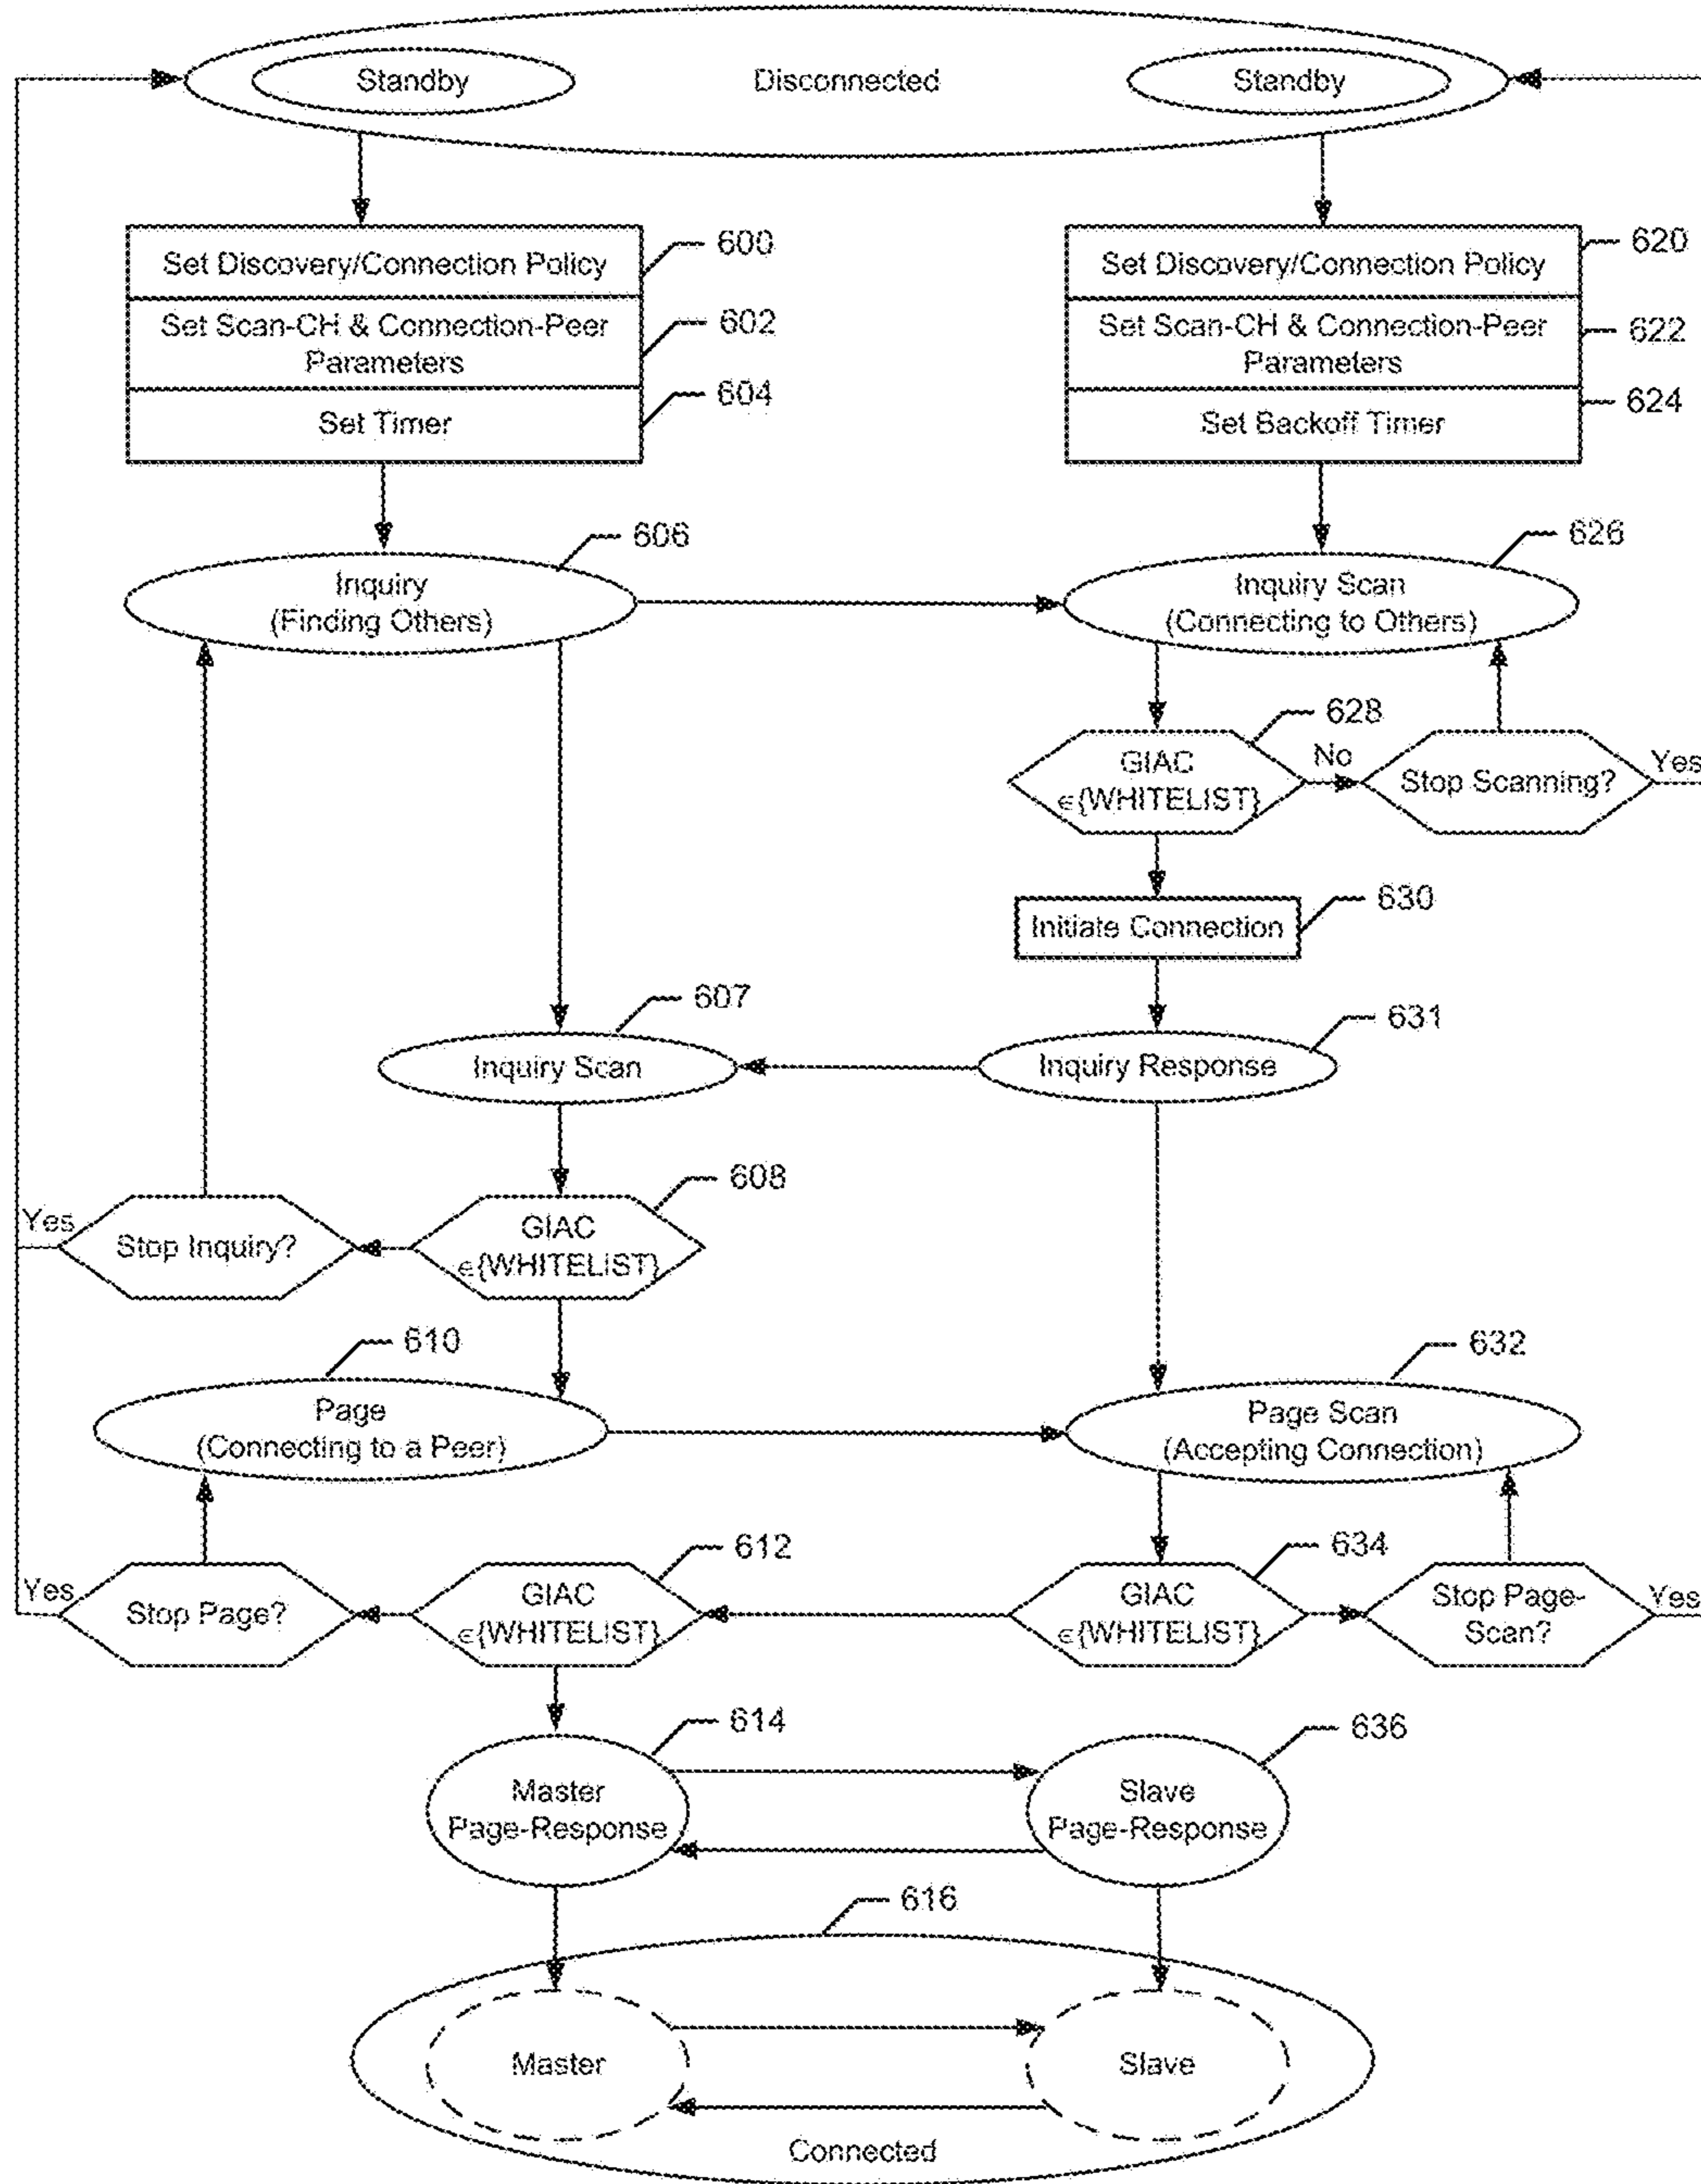 Standby
Disconnected
Standby
Set Discovery/Connection Policy
600
Set Scan-CH & Connection-Peer
Parameters
602
Set Timer
604
Set Discovery/Connection Policy
620
Set Scan-CH & Connection-Peer
Parameters
622
Set Backoff Timer
624
606
Inquiry
(Finding Others)
626
Inquiry Scan
(Connecting to Others)
628
GIAC
∈{WHITELIST}
No
Stop Scanning?
Yes
630
Initiate Connection
607
Inquiry Scan
631
Inquiry Response
608
Yes
Stop Inquiry?
GIAC
∈{WHITELIST}
610
Page
(Connecting to a Peer)
632
Page Scan
(Accepting Connection)
Yes
Stop Page?
612
GIAC
∈{WHITELIST}
634
GIAC
∈{WHITELIST}
Stop Page-
Scan?
Yes
614
Master
Page-Response
636
Slave
Page-Response
616
Master
Slave
Connected